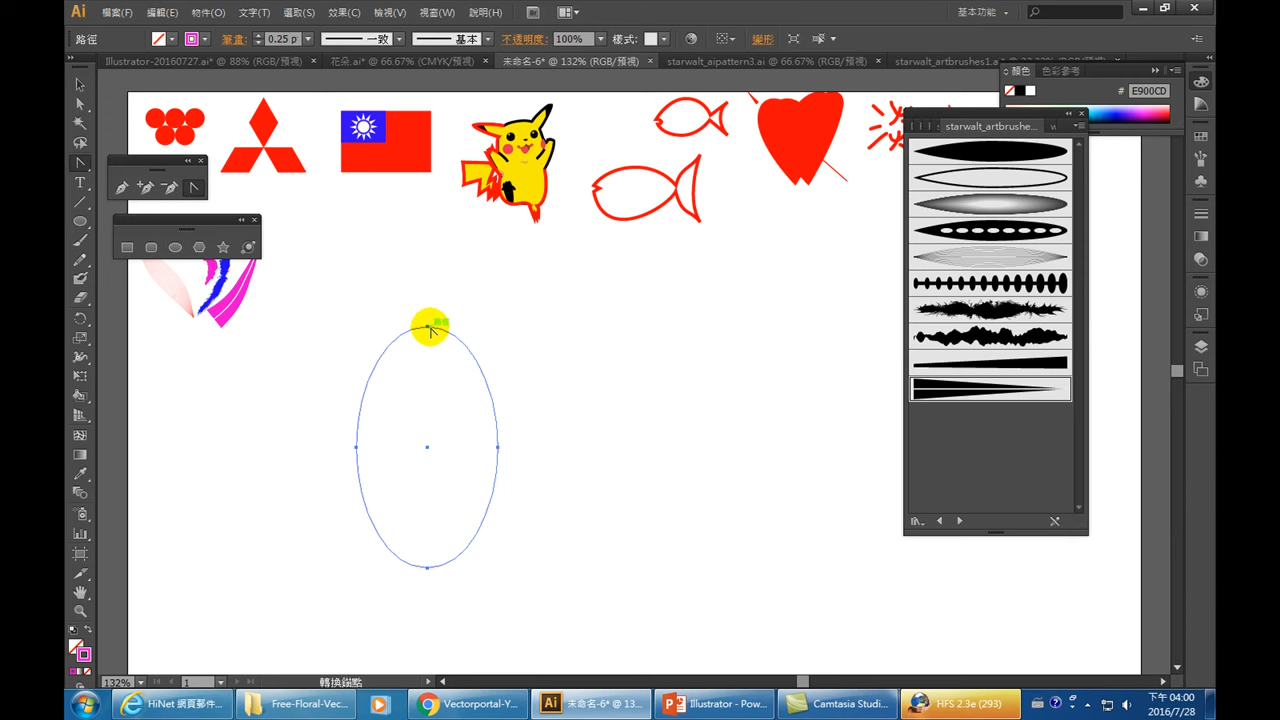 Ai 檔案(F) 編輯(E) 物件(O) 文字(T) 選取(S) 效果(C) 檢視(V) 視窗(W) 說明(H) Br 基本功能
路徑 筆畫: 0.25 p 一致 基本 不透明度: 100% 樣式: 變形
Illustrator-20160727.ai* @ 88% (RGB/預視) × 花朵.ai* @ 66.67% (CMYK/預視) × 未命名-6* @ 132% (RGB/預視) × starwalt_aipattern3.ai @ 66.67% (RGB/預視) × starwalt_artbrushes1.a
顏色 色彩參考
# E900CD
starwalt_artbrushe... w
路徑
132% 1 轉換錨點
HiNet 網頁郵件... Free-Floral-Vec... Vectorportal-Y... Ai 未命名-6* @ 13... Illustrator - Pow... Camtasia Studi... HFS 2.3e (293)
下午 04:00
2016/7/28